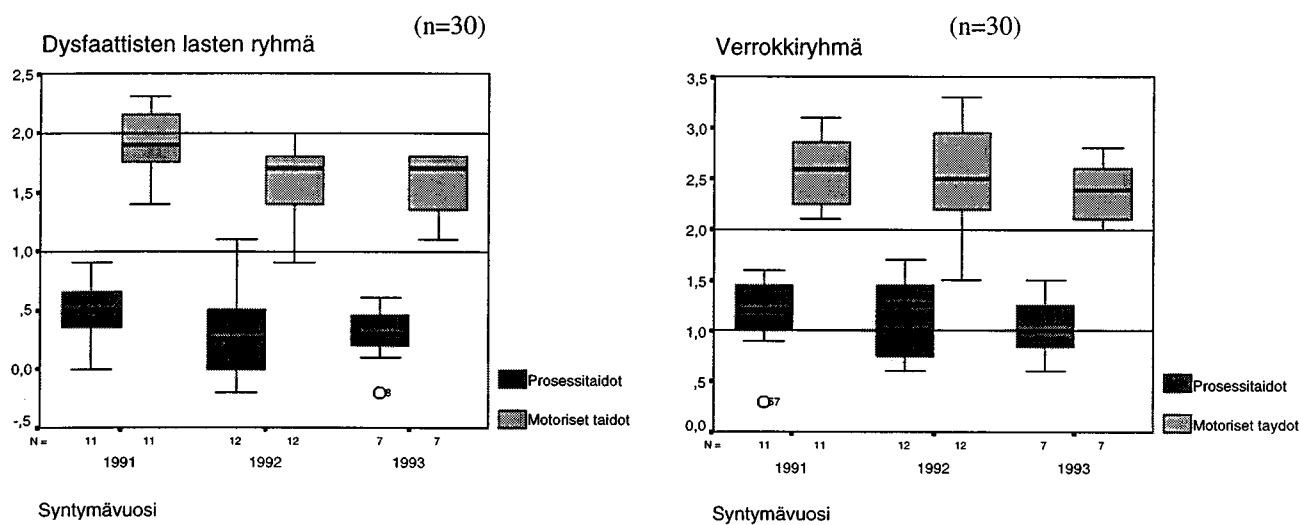 Dysfaattisten lasten ryhmä
(n=30)
2,5
2,0
1,5
1,0
,5
0,0
-,5
N =
11
11
12
12
7
7
1991
1992
1993
Syntymävuosi
8
Prosessitaidot
Motoriset taidot
Verrokkiryhmä
(n=30)
3,5
3,0
2,5
2,0
1,5
1,0
,5
0,0
N =
11
11
12
12
7
7
1991
1992
1993
Syntymävuosi
57
Prosessitaidot
Motoriset taydot